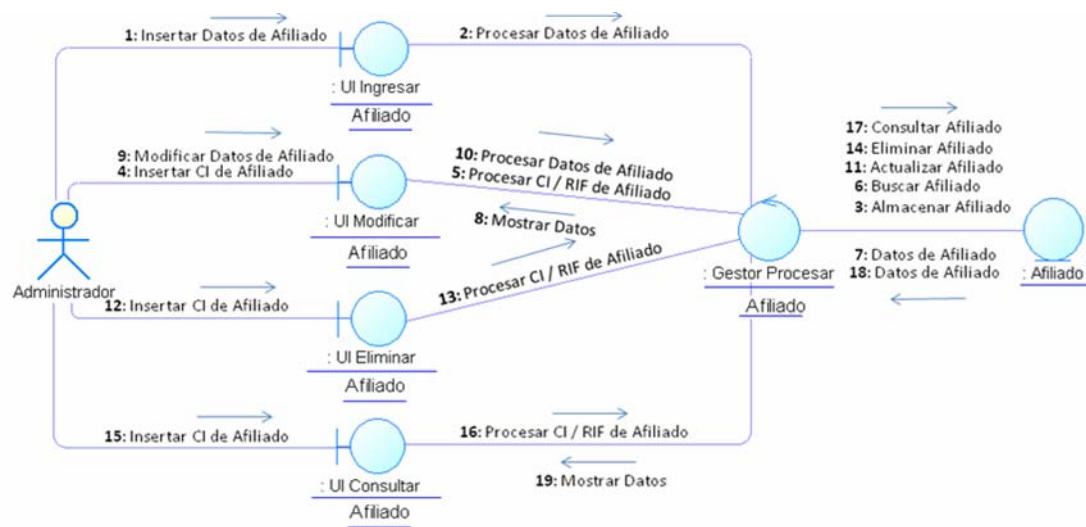 1: Insertar Datos de Afiliado
2: Procesar Datos de Afiliado
: UI Ingresar
Afiliado
17: Consultar Afiliado
14: Eliminar Afiliado
11: Actualizar Afiliado
6: Buscar Afiliado
3: Almacenar Afiliado
9: Modificar Datos de Afiliado
4: Insertar CI de Afiliado
10: Procesar Datos de Afiliado
5: Procesar CI / RIF de Afiliado
: UI Modificar
Afiliado
8: Mostrar Datos
7: Datos de Afiliado
18: Datos de Afiliado
: Gestor Procesar
Afiliado
: Afiliado
Administrador
13: Procesar CI / RIF de Afiliado
12: Insertar CI de Afiliado
: UI Eliminar
Afiliado
15: Insertar CI de Afiliado
16: Procesar CI / RIF de Afiliado
: UI Consultar
Afiliado
19: Mostrar Datos